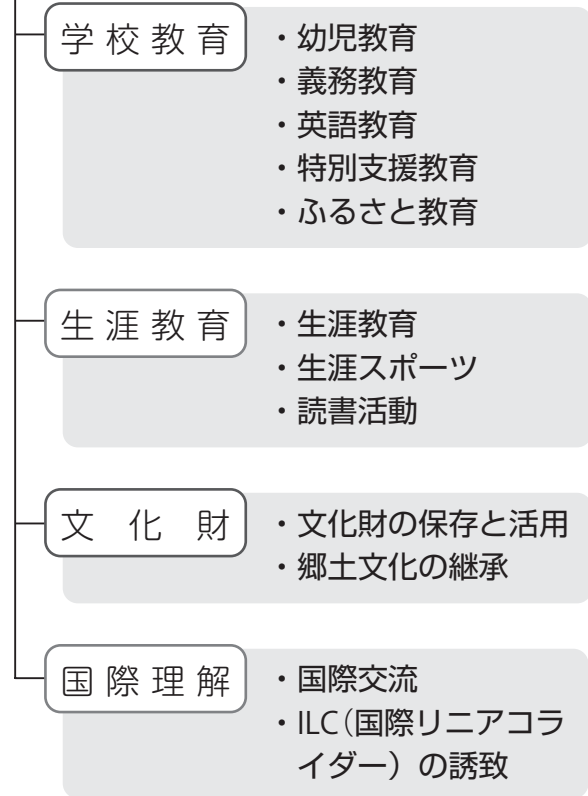 学校教育
・幼児教育
・義務教育
・英語教育
・特別支援教育
・ふるさと教育
生涯教育
・生涯教育
・生涯スポーツ
・読書活動
文化財
・文化財の保存と活用
・郷土文化の継承
国際理解
・国際交流
・ILC(国際リニアコラ
イダー）の誘致